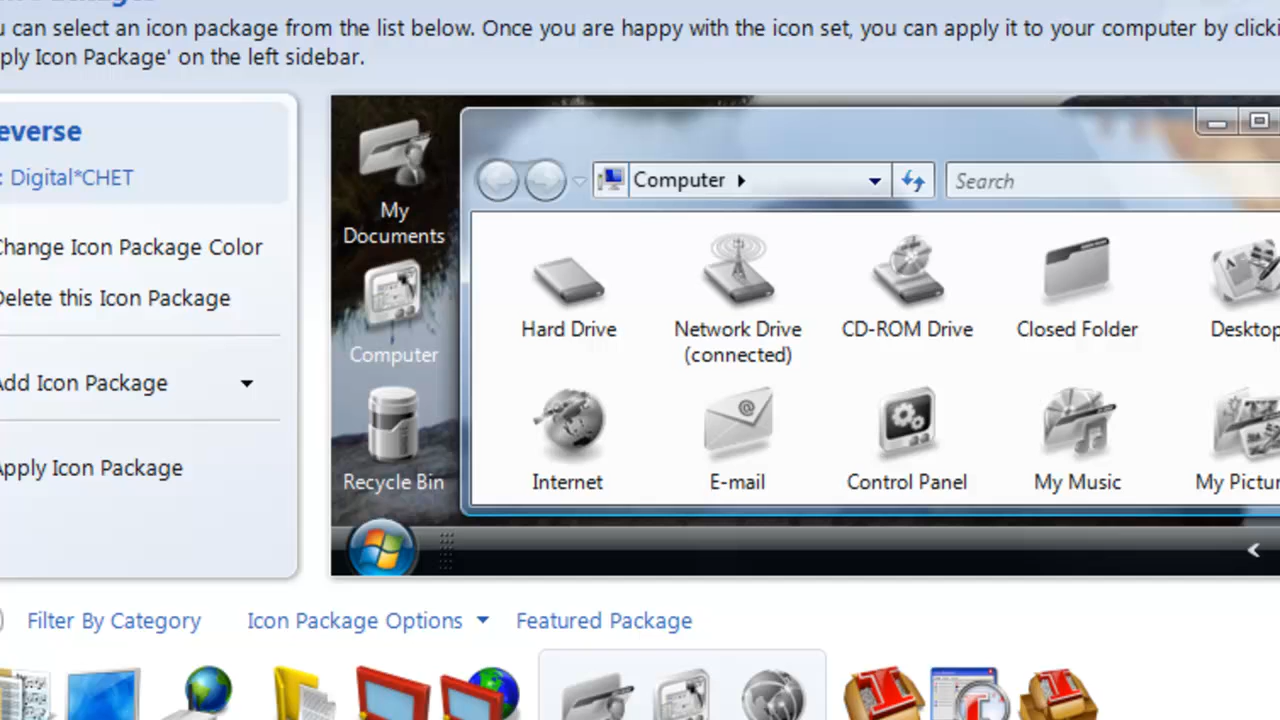 u can select an icon package from the list below. Once you are happy with the icon set, you can apply it to your computer by clicki
ply Icon Package' on the left sidebar.
everse
: Digital*CHET
Change Icon Package Color
Delete this Icon Package
Add Icon Package
Apply Icon Package
My
Documents
Computer
Recycle Bin
Computer
Search
Hard Drive
Network Drive
(connected)
CD-ROM Drive
Closed Folder
Desktop
Internet
E-mail
Control Panel
My Music
My Pictur
Filter By Category
Icon Package Options
Featured Package